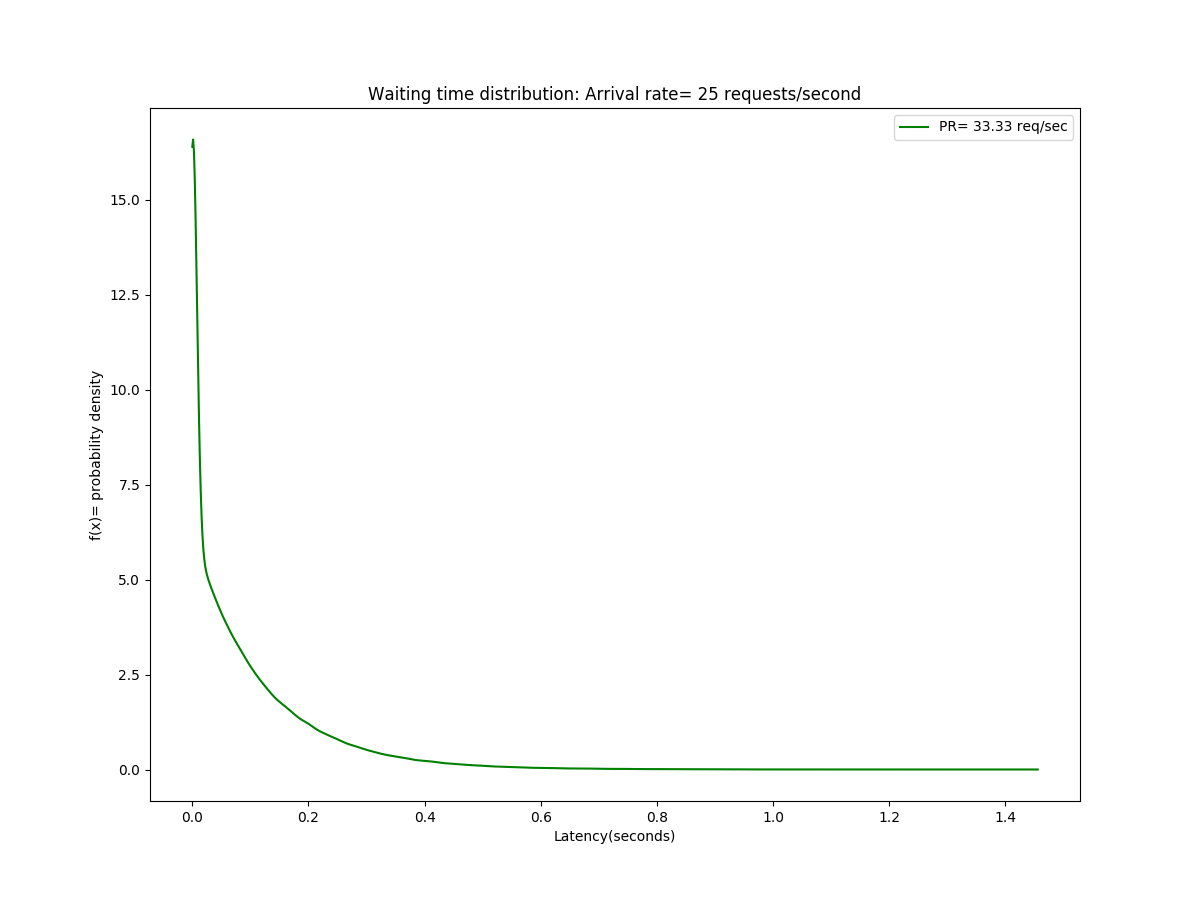 Waiting time distribution: Arrival rate= 25 requests/second
PR= 33.33 req/sec
15.0
12.5
10.0
7.5
5.0
2.5
0.0
f(x)= probability density
0.0 0.2 0.4 0.6 0.8 1.0 1.2 1.4
Latency(seconds)